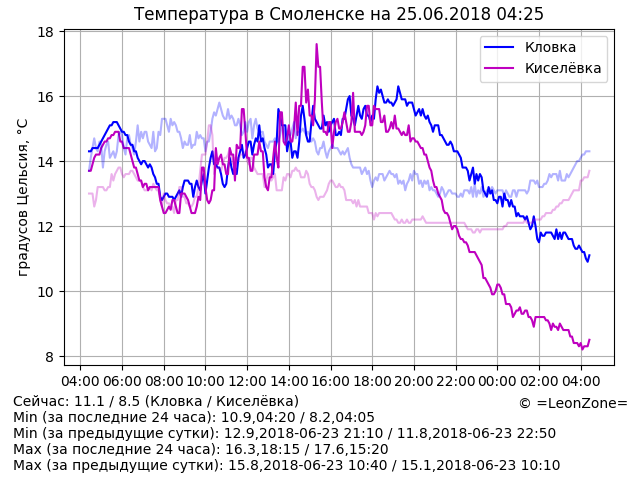 Температура в Смоленске на 25.06.2018 04:25
18
16
14
12
10
8
градусов Цельсия, °C
Кловка
Киселёвка
04:00 06:00 08:00 10:00 12:00 14:00 16:00 18:00 20:00 22:00 00:00 02:00 04:00
Сейчас: 11.1 / 8.5 (Кловка / Киселёвка)
© =LeonZone=
Min (за последние 24 часа): 10.9,04:20 / 8.2,04:05
Min (за предыдущие сутки): 12.9,2018-06-23 21:10 / 11.8,2018-06-23 22:50
Max (за последние 24 часа): 16.3,18:15 / 17.6,15:20
Max (за предыдущие сутки): 15.8,2018-06-23 10:40 / 15.1,2018-06-23 10:10